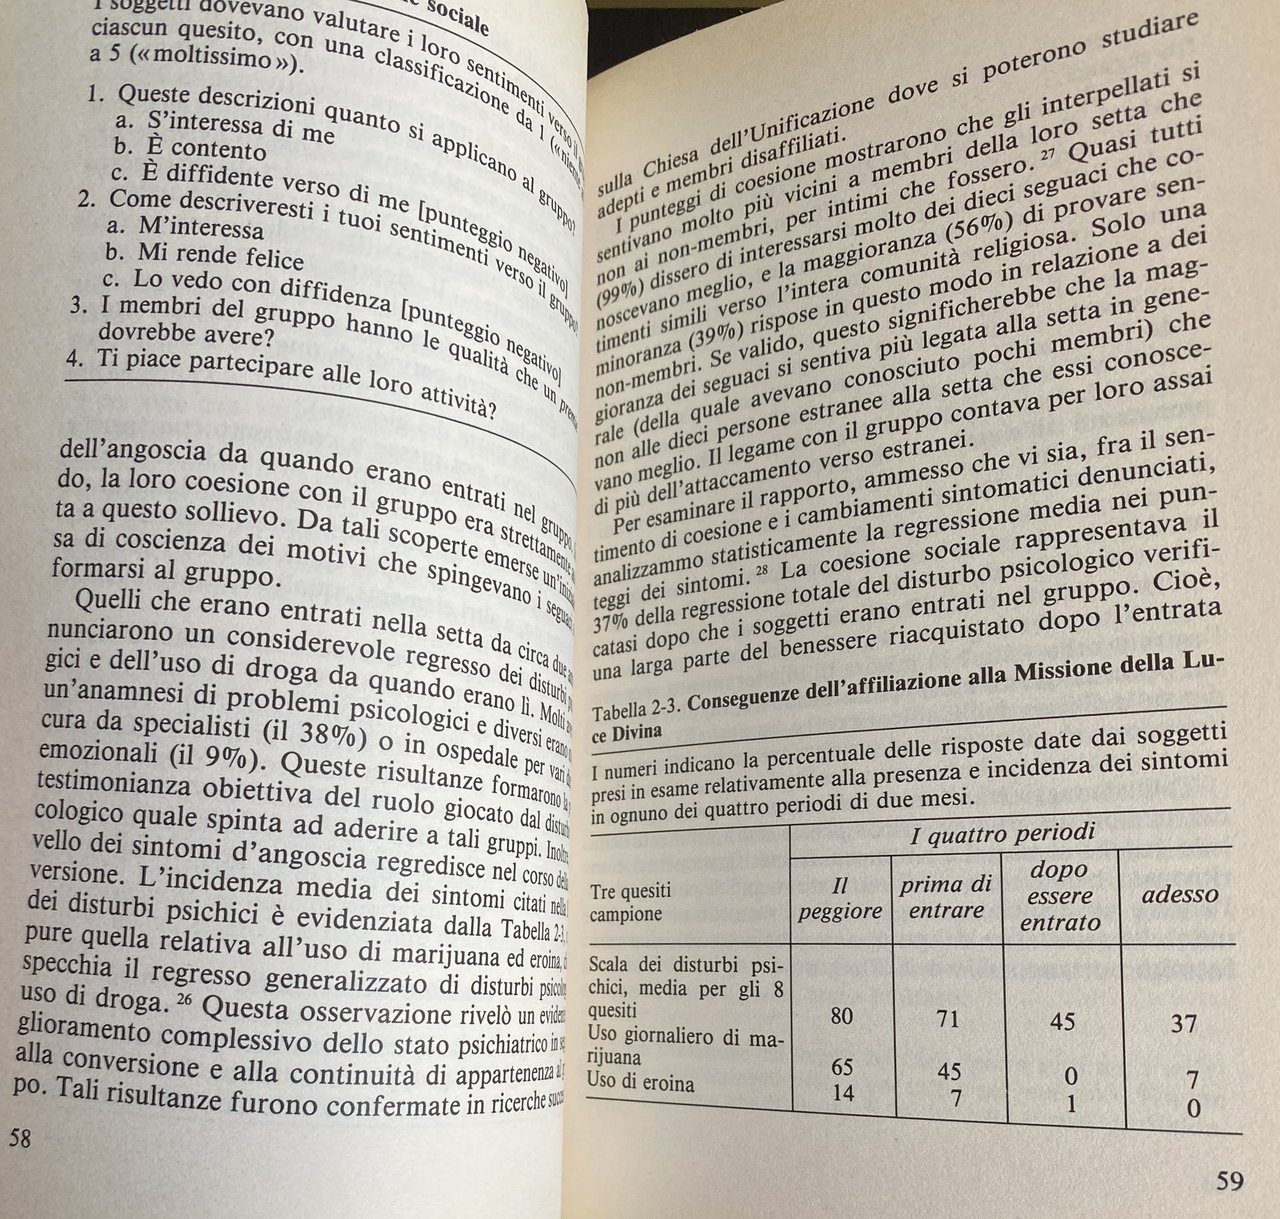 sociale
I soggetti dovevano valutare i loro sentimenti verso il
ciascun quesito, con una classificazione da 1 («
a 5 («moltissimo»).
1. Queste descrizioni quanto si applicano al gruppo?
a. S'interessa di me
b. È contento
c. È diffidente verso di me [punteggio negativo]
2. Come descriveresti i tuoi sentimenti verso il gruppo?
a. M'interessa
b. Mi rende felice
c. Lo vedo con diffidenza [punteggio negativo]
3. I membri del gruppo hanno le qualità che un
dovrebbe avere?
4. Ti piace partecipare alle loro attività?
dell'angoscia da quando erano entrati nel gruppo.
do, la loro coesione con il gruppo era strettamente
ta a questo sollievo. Da tali scoperte emerse
sa di coscienza dei motivi che spingevano i
formarsi al gruppo.
Quelli che erano entrati nella setta da circa due
nunciarono un considerevole regresso dei disturbi
gici e dell'uso di droga da quando erano lì. Molti
un'anamnesi di problemi psicologici e diversi erano
cura da specialisti (il 38%) o in ospedale per vari
emozionali (il 9%). Queste risultanze formarono la
testimonianza obiettiva del ruolo giocato dal
cologico quale spinta ad aderire a tali gruppi. Inoltre
vello dei sintomi d'angoscia regredisce nel corso
versione. L'incidenza media dei sintomi citati nella
dei disturbi psichici è evidenziata dalla Tabella 2-3,
pure quella relativa all'uso di marijuana ed eroina,
specchia il regresso generalizzato di disturbi
uso di droga. 26 Questa osservazione rivelò un
glioramento complessivo dello stato psichiatrico in
alla conversione e alla continuità di appartenenza al
po. Tali risultanze furono confermate in ricerche
58
sulla Chiesa dell'Unificazione dove si poterono studiare
adepti e membri disaffiliati.
I punteggi di coesione mostrarono che gli interpellati si
sentivano molto più vicini a membri della loro setta che
non ai non-membri, per intimi che fossero. 27 Quasi tutti
(99%) dissero di interessarsi molto dei dieci seguaci che co-
noscevano meglio, e la maggioranza (56%) di provare sen-
timenti simili verso l'intera comunità religiosa. Solo una
minoranza (39%) rispose in questo modo in relazione a dei
non-membri. Se valido, questo significherebbe che la mag-
gioranza dei seguaci si sentiva più legata alla setta in gene-
rale (della quale avevano conosciuto pochi membri) che
non alle dieci persone estranee alla setta che essi conosce-
vano meglio. Il legame con il gruppo contava per loro assai
di più dell'attaccamento verso estranei.
Per esaminare il rapporto, ammesso che vi sia, fra il sen-
timento di coesione e i cambiamenti sintomatici denunciati,
analizzammo statisticamente la regressione media nei pun-
teggi dei sintomi. 28 La coesione sociale rappresentava il
37% della regressione totale del disturbo psicologico verifi-
catasi dopo che i soggetti erano entrati nel gruppo. Cioè,
una larga parte del benessere riacquistato dopo l'entrata
Tabella 2-3. Conseguenze dell'affiliazione alla Missione della Lu-
ce Divina
I numeri indicano la percentuale delle risposte date dai soggetti
presi in esame relativamente alla presenza e incidenza dei sintomi
in ognuno dei quattro periodi di due mesi.
I quattro periodi
Tre quesiti
campione
Il
peggiore
prima di
entrare
dopo
essere
entrato
adesso
Scala dei disturbi psi-
chici, media per gli 8
quesiti 80 71 45 37
Uso giornaliero di ma-
rijuana 65 45 0 7
Uso di eroina 14 7 1 0
59